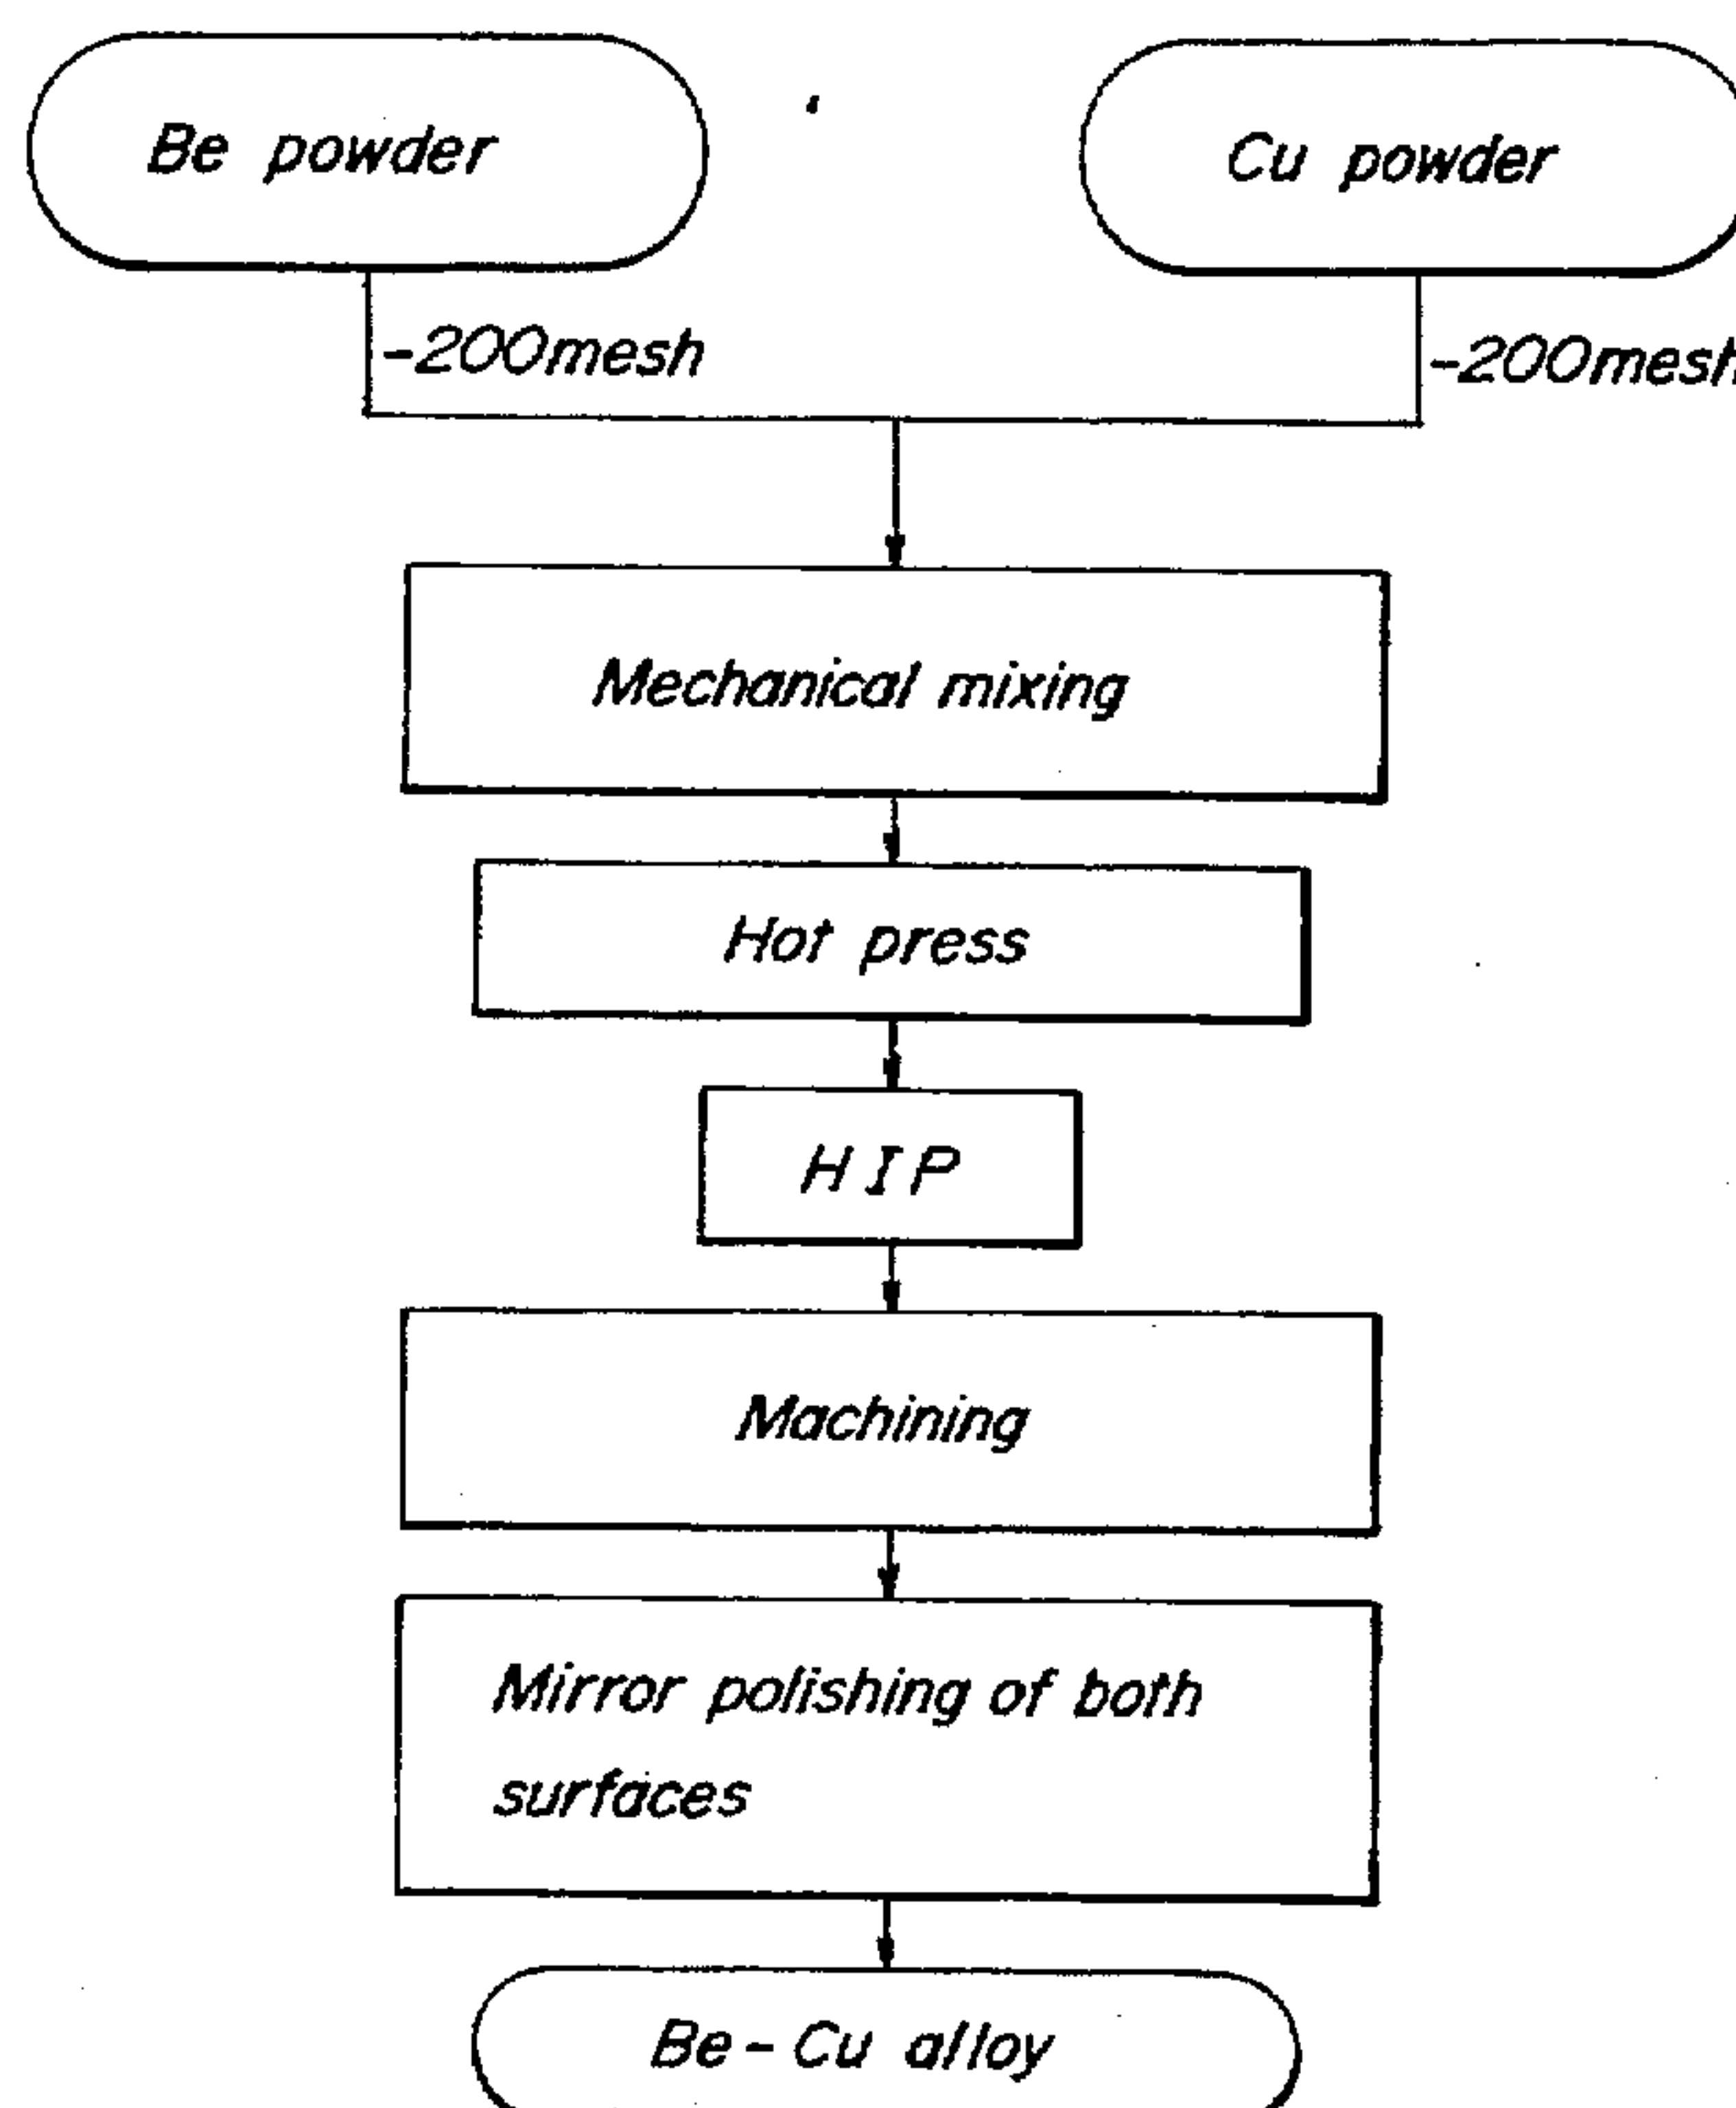 Be powder
Cu powder
-200mesh
-200mesh
Mechanical mixing
Hot press
HIP
Machining
Mirror polishing of both
surfaces
Be-Cu alloy